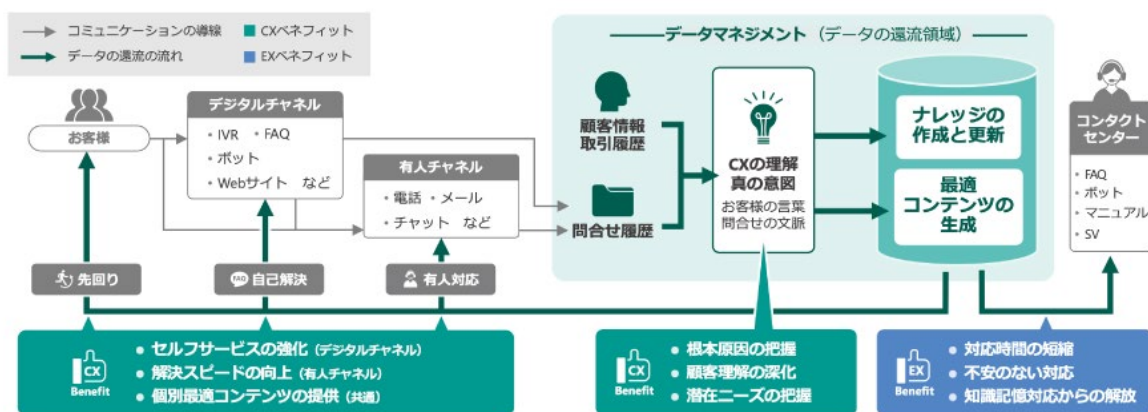 コミュニケーションの導線
CXベネフィット
データの還流の流れ
EXベネフィット
お客様
デジタルチャネル
・IVR ・FAQ
・ボット
・Webサイト など
有人チャネル
・電話 ・メール
・チャット など
データマネジメント（データの還流領域）
顧客情報
取引履歴
問合せ履歴
CXの理解
真の意図
お客様の言葉
問合せの文脈
ナレッジの
作成と更新
最適
コンテンツの
生成
コンタクト
センター
・FAQ
・ボット
・マニュアル
・SV
先回り
FAQ
自己解決
有人対応
CX
Benefit
• セルフサービスの強化（デジタルチャネル）
• 解決スピードの向上（有人チャネル）
• 個別最適コンテンツの提供（共通）
CX
Benefit
• 根本原因の把握
• 顧客理解の深化
• 潜在ニーズの把握
EX
Benefit
• 対応時間の短縮
• 不安のない対応
• 知識記憶対応からの解放